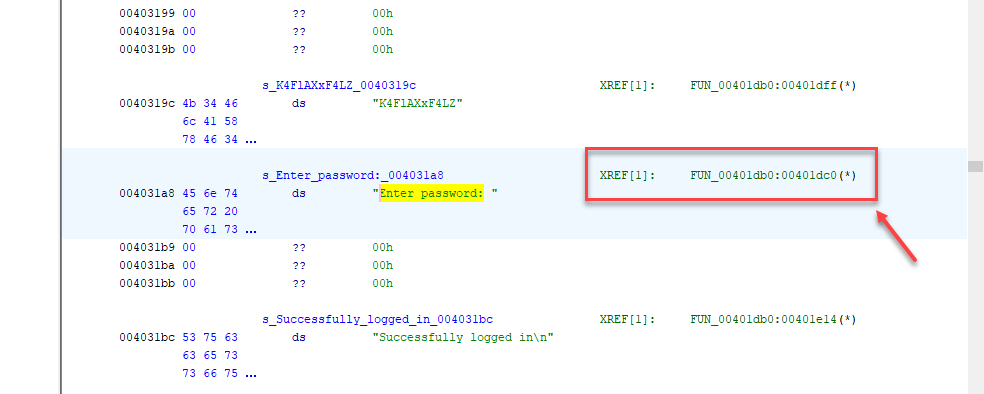 00403199 00 ?? 00h
0040319a 00 ?? 00h
0040319b 00 ?? 00h
s_K4FlAXxF4LZ_0040319c XREF[1]: FUN_00401db0:00401dff(*)
0040319c 4b 34 46 ds "K4FlAXxF4LZ"
6c 41 58
78 46 34 ...
s_Enter_password:_004031a8 XREF[1]: FUN_00401db0:00401dc0(*)
004031a8 45 6e 74 ds "Enter password: "
65 72 20
70 61 73 ...
004031b9 00 ?? 00h
004031ba 00 ?? 00h
004031bb 00 ?? 00h
s_Successfully_logged_in_004031bc XREF[1]: FUN_00401db0:00401e14(*)
004031bc 53 75 63 ds "Successfully logged in\n"
63 65 73
73 66 75 ...